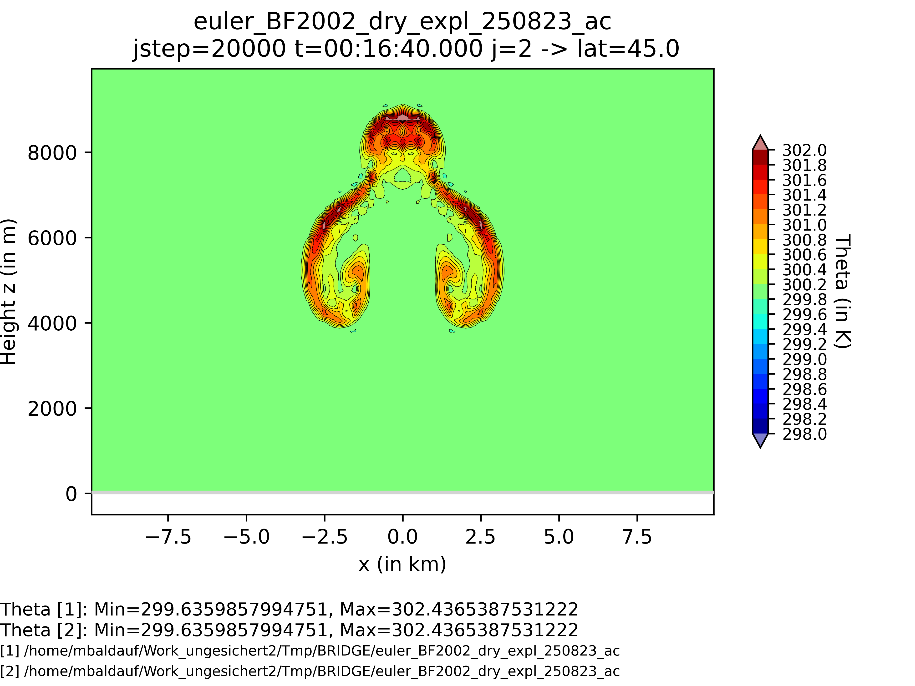 euler_BF2002_dry_expl_250823_ac
jstep=20000 t=00:16:40.000 j=2 -> lat=45.0
Height z (in m)
8000
6000
4000
2000
0
−7.5 −5.0 −2.5 0.0 2.5 5.0 7.5
x (in km)
302.0
301.8
301.6
301.4
301.2
300.8
300.6
300.4
300.2
299.8
299.6
299.4
299.2
299.0
298.8
298.6
298.4
298.2
298.0
Theta (in K)
Theta [1]: Min=299.6359857994751, Max=302.4365387531222
Theta [2]: Min=299.6359857994751, Max=302.4365387531222
[1] /home/mbaldauf/Work_ungesichert2/Tmp/BRIDGE/euler_BF2002_dry_expl_250823_ac
[2] /home/mbaldauf/Work_ungesichert2/Tmp/BRIDGE/euler_BF2002_dry_expl_250823_ac